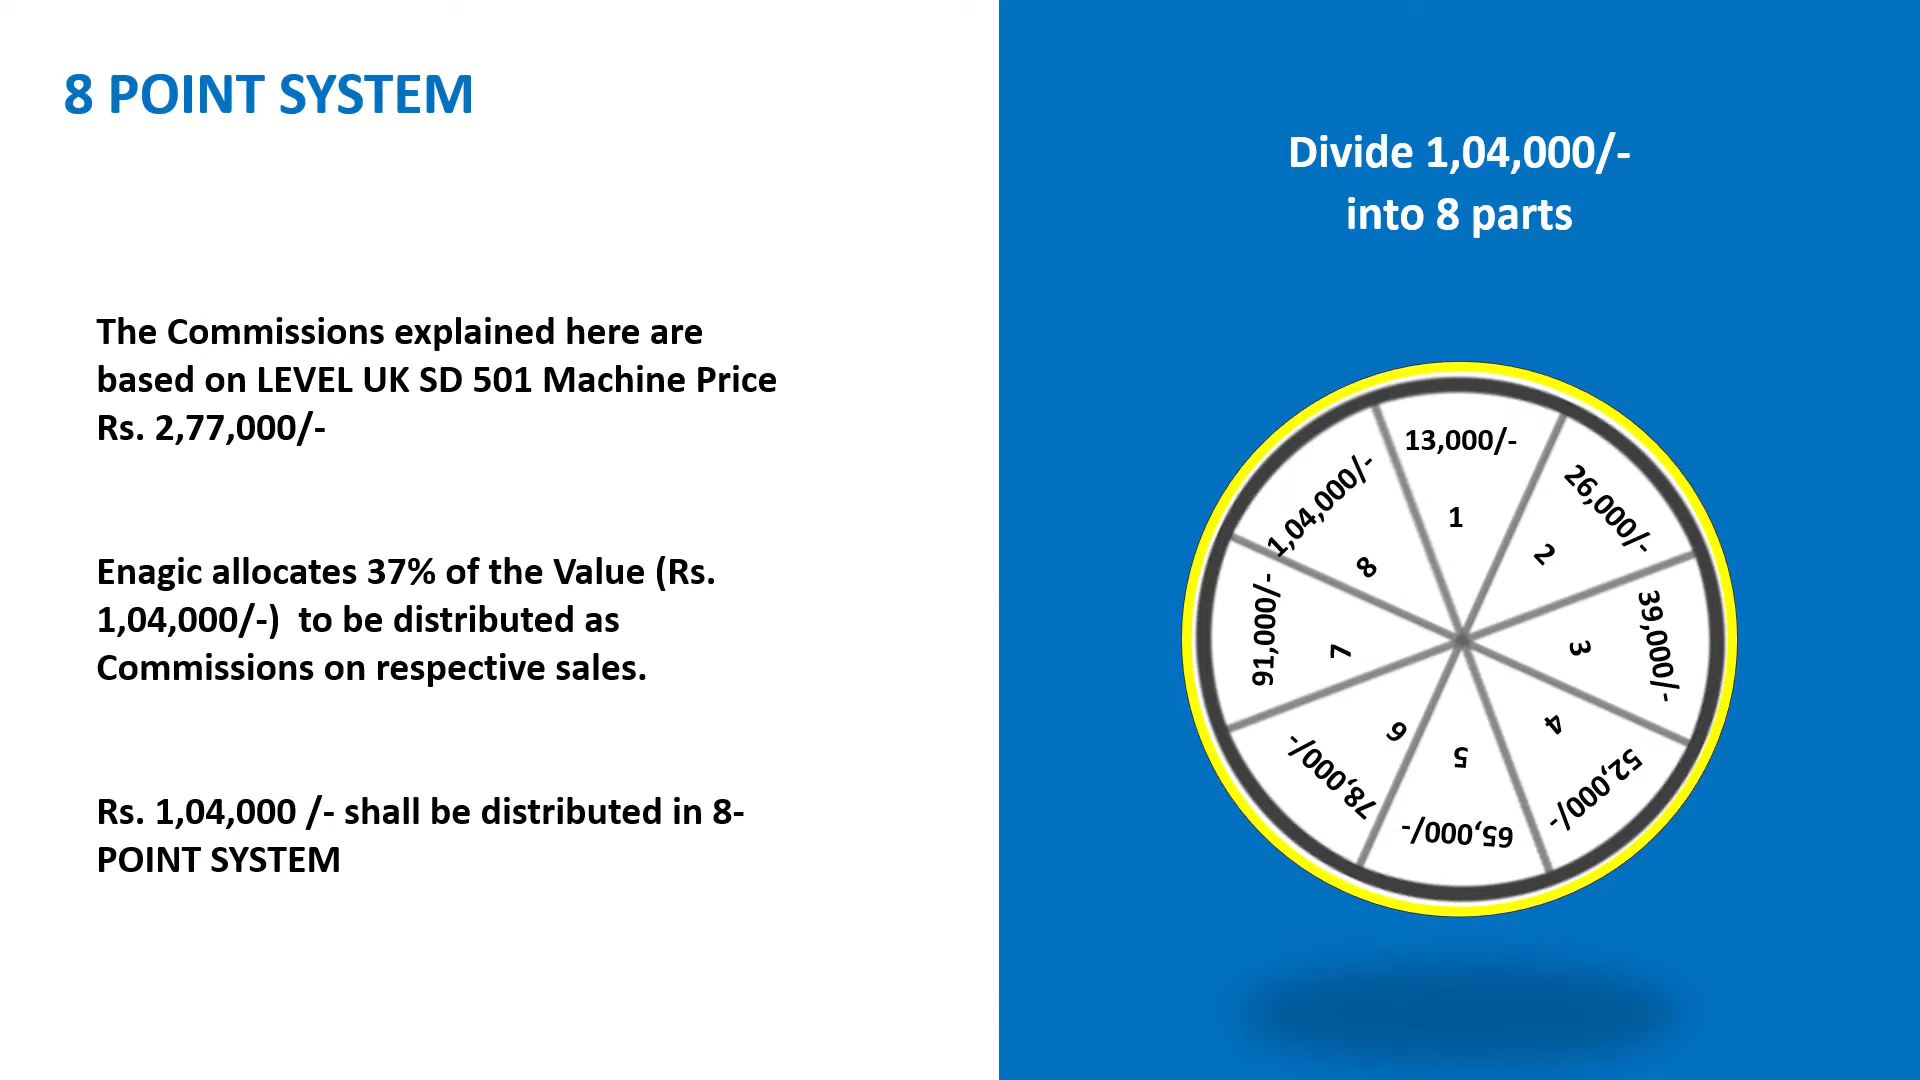 8 POINT SYSTEM
The Commissions explained here are
based on LEVEL UK SD 501 Machine Price
Rs. 2,77,000/-
Enagic allocates 37% of the Value (Rs.
1,04,000/-)  to be distributed as
Commissions on respective sales.
Rs. 1,04,000 /- shall be distributed in 8-
POINT SYSTEM
Divide 1,04,000/-
into 8 parts
13,000/-
1
26,000/-
2
39,000/-
3
52,000/-
4
65,000/-
5
78,000/-
6
91,000/-
7
1,04,000/-
8